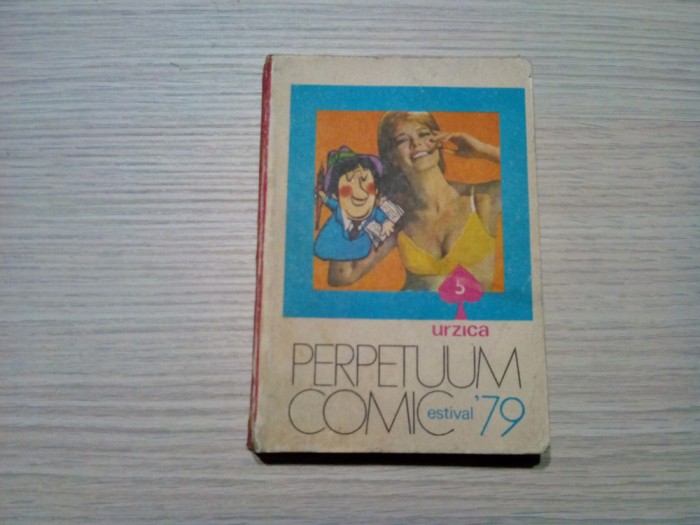 5
urzica
PERPETUUM
COMIC estival '79